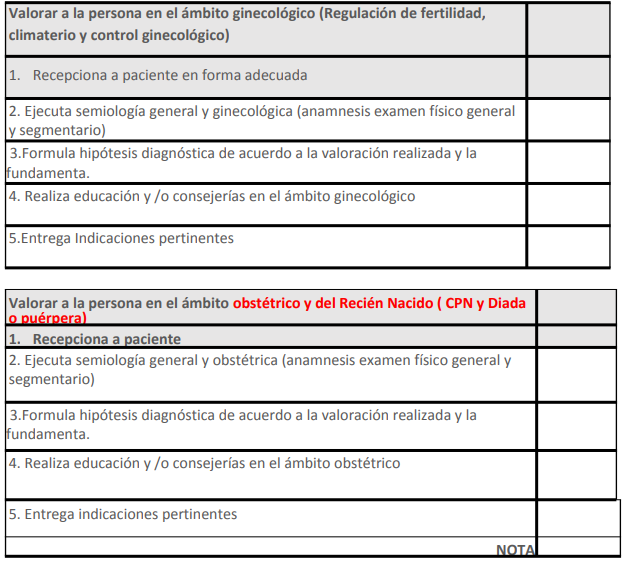 Valorar a la persona en el ámbito ginecológico (Regulación de fertilidad,
climaterio y control ginecológico)
1. Recepciona a paciente en forma adecuada
2. Ejecuta semiología general y ginecológica (anamnesis examen físico general
y segmentario)
3.Formula hipótesis diagnóstica de acuerdo a la valoración realizada y la
fundamenta.
4. Realiza educación y /o consejerías en el ámbito ginecológico
5.Entrega Indicaciones pertinentes
Valorar a la persona en el ámbito obstétrico y del Recién Nacido ( CPN y Diada
o puérpera)
1. Recepciona a paciente
2. Ejecuta semiología general y obstétrica (anamnesis examen físico general y
segmentario)
3.Formula hipótesis diagnóstica de acuerdo a la valoración realizada y la
fundamenta.
4. Realiza educación y /o consejerías en el ámbito obstétrico
5. Entrega indicaciones pertinentes
NOTA